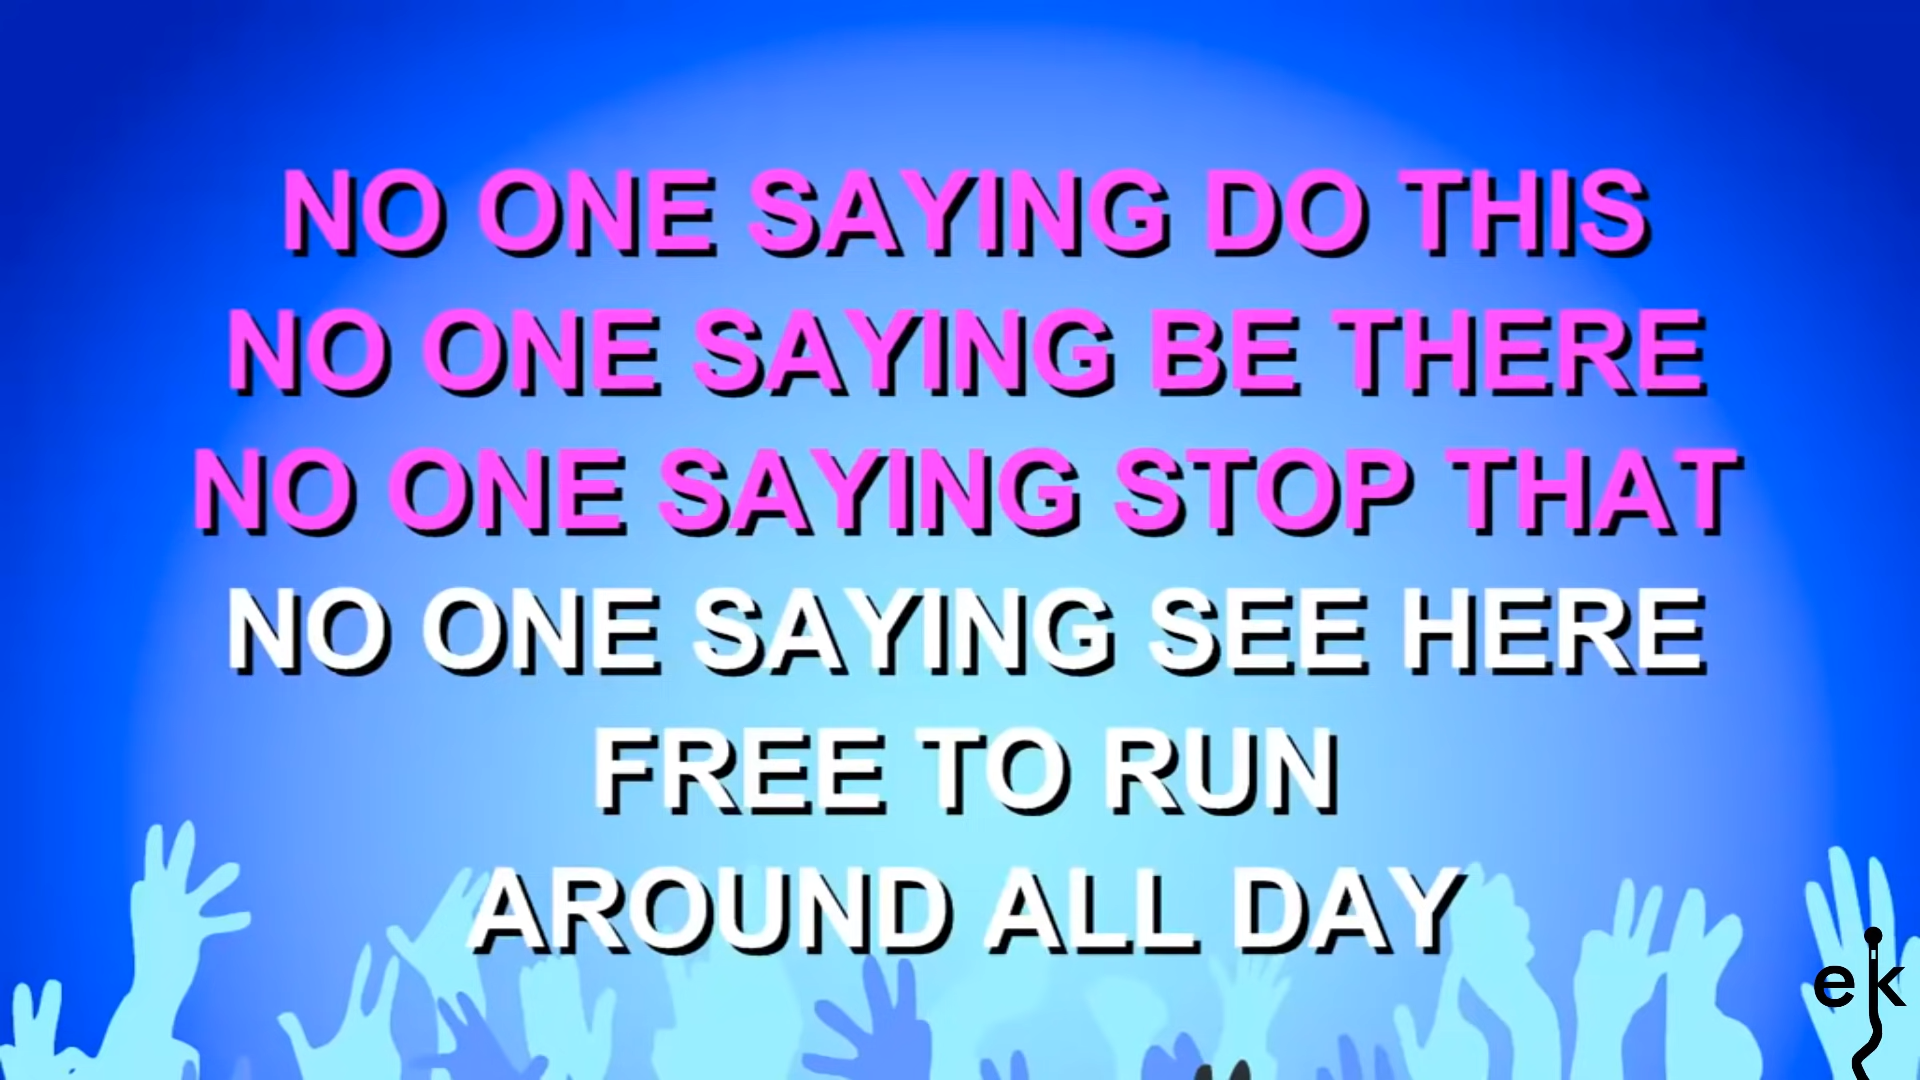 NO ONE SAYING DO THIS
NO ONE SAYING BE THERE
NO ONE SAYING STOP THAT
NO ONE SAYING SEE HERE
FREE TO RUN
AROUND ALL DAY
ek